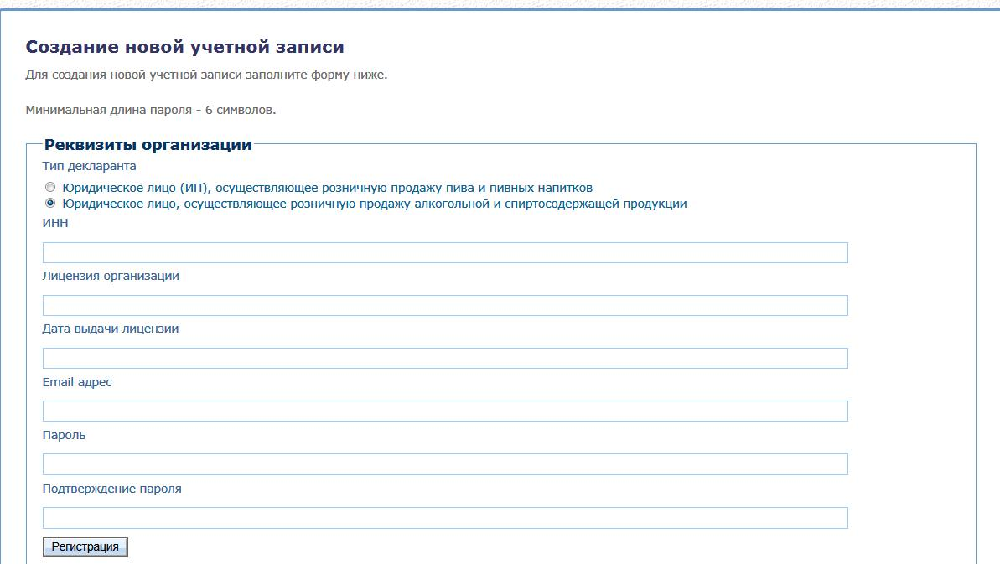 Создание новой учетной записи
Для создания новой учетной записи заполните форму ниже.
Минимальная длина пароля - 6 символов.
Реквизиты организации
Тип декларанта
Юридическое лицо (ИП), осуществляющее розничную продажу пива и пивных напитков
Юридическое лицо, осуществляющее розничную продажу алкогольной и спиртосодержащей продукции
ИНН
Лицензия организации
Дата выдачи лицензии
Email адрес
Пароль
Подтверждение пароля
Регистрация